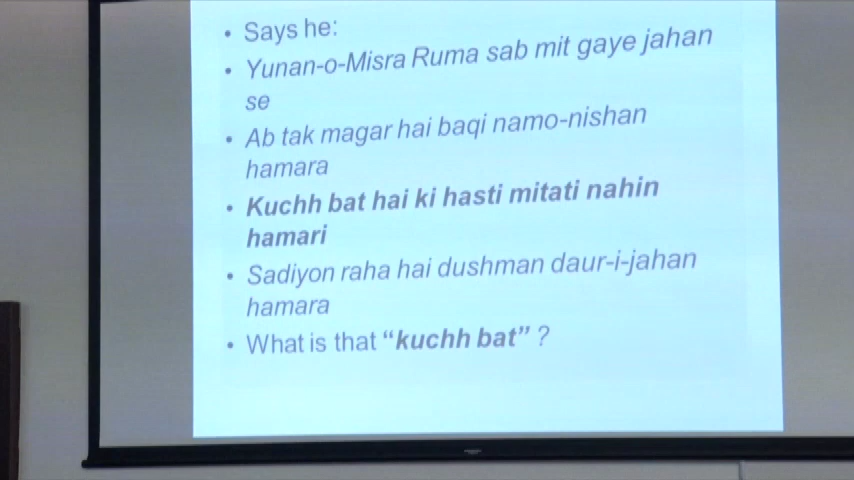 • Says he:
• Yunan-o-Misra Ruma sab mit gaye jahan
se
• Ab tak magar hai baqi namo-nishan
hamara
• Kuchh bat hai ki hasti mitati nahin
hamari
• Sadiyon raha hai dushman daur-i-jahan
hamara
• What is that “kuchh bat” ?